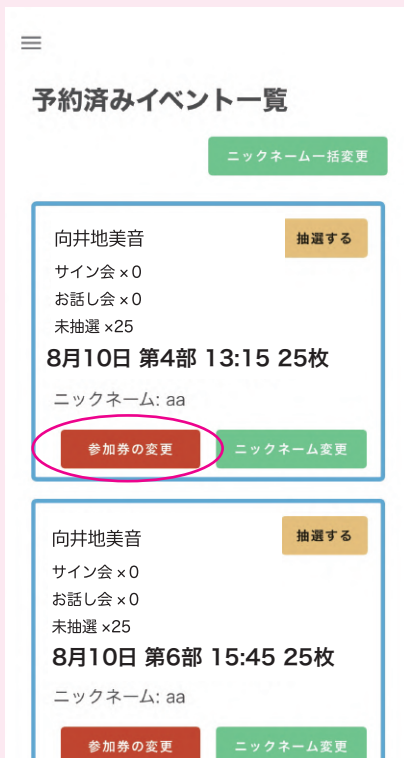 予約済みイベント一覧
ニックネーム一括変更
向井地美音
抽選する
サイン会 ×0
お話し会 ×0
未抽選 ×25
8月10日 第4部 13:15 25枚
ニックネーム: aa
参加券の変更
ニックネーム変更
向井地美音
抽選する
サイン会 ×0
お話し会 ×0
未抽選 ×25
8月10日 第6部 15:45 25枚
ニックネーム: aa
参加券の変更
ニックネーム変更